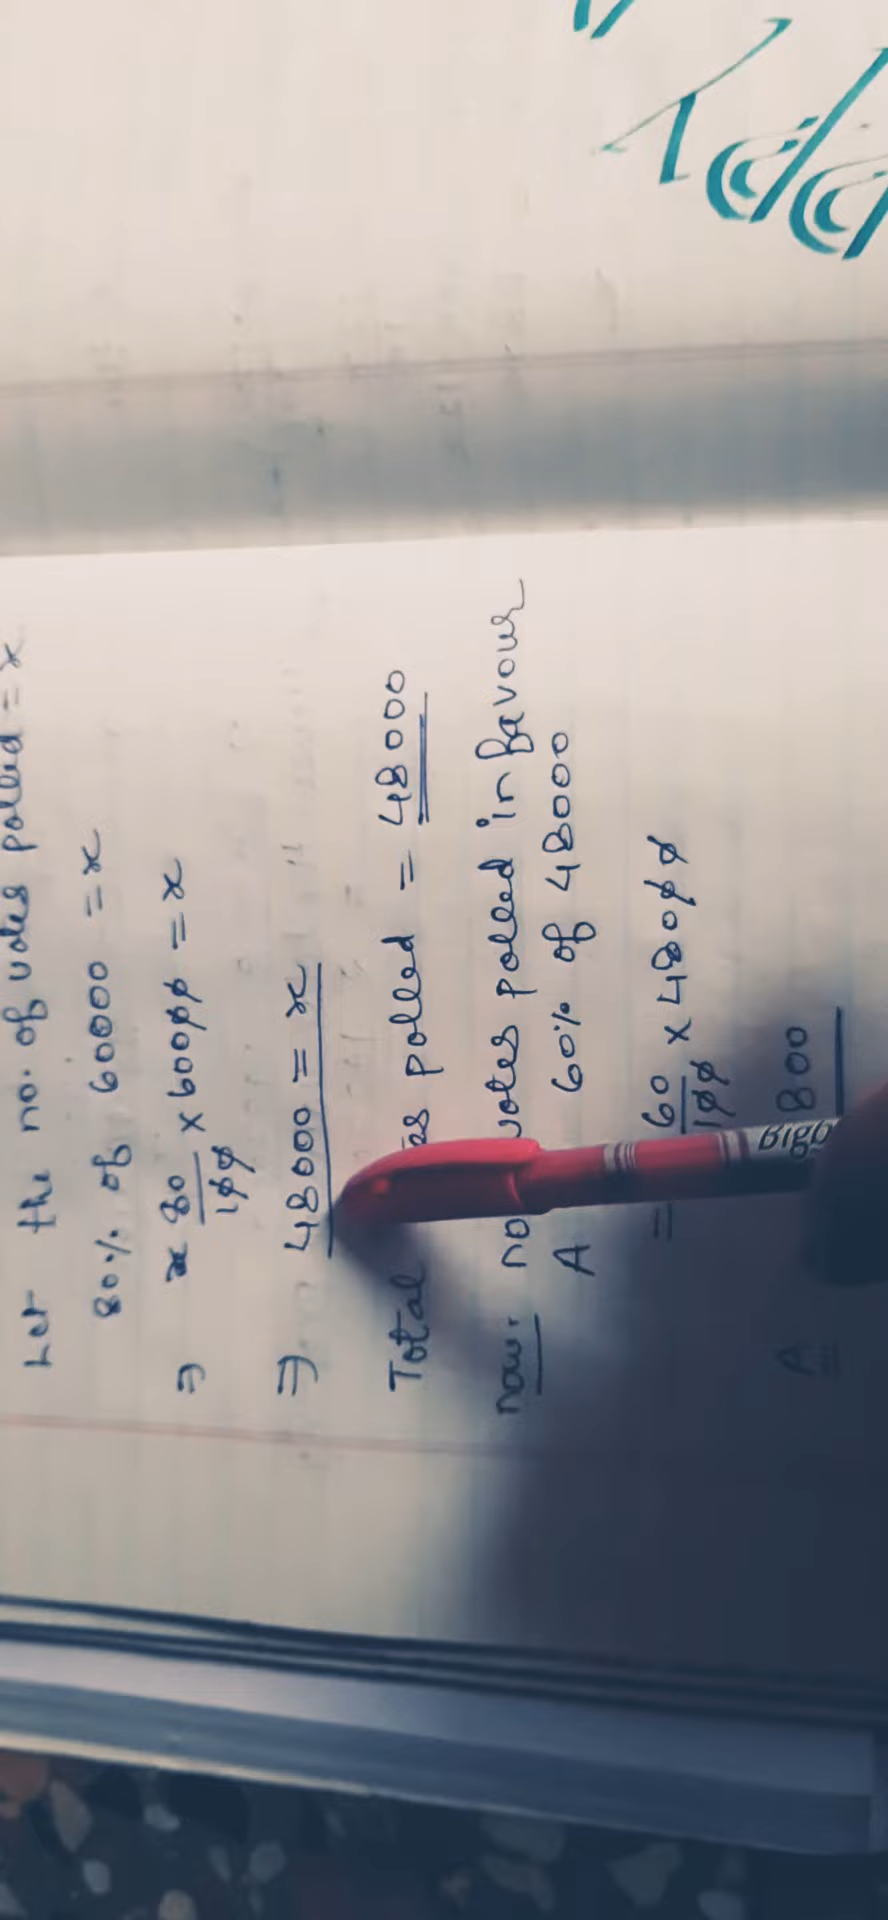 Let the no. of votes polled = x
80% of 60000 = x
⇒ x 80/100 x 60000 = x
⇒ 48000 = x
Total es polled = 48000
now. no votes polled in favour
A 60% of 48000
= 60/100 x 48000
A 800
Bigb